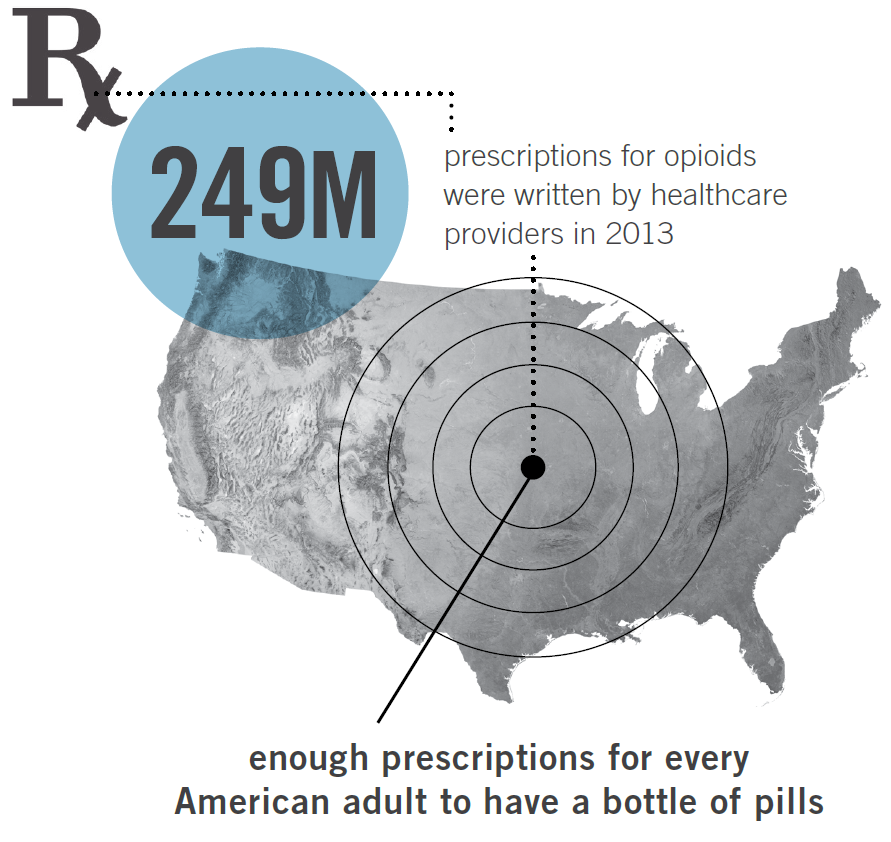 Rx
249M
prescriptions for opioids
were written by healthcare
providers in 2013
enough prescriptions for every
American adult to have a bottle of pills